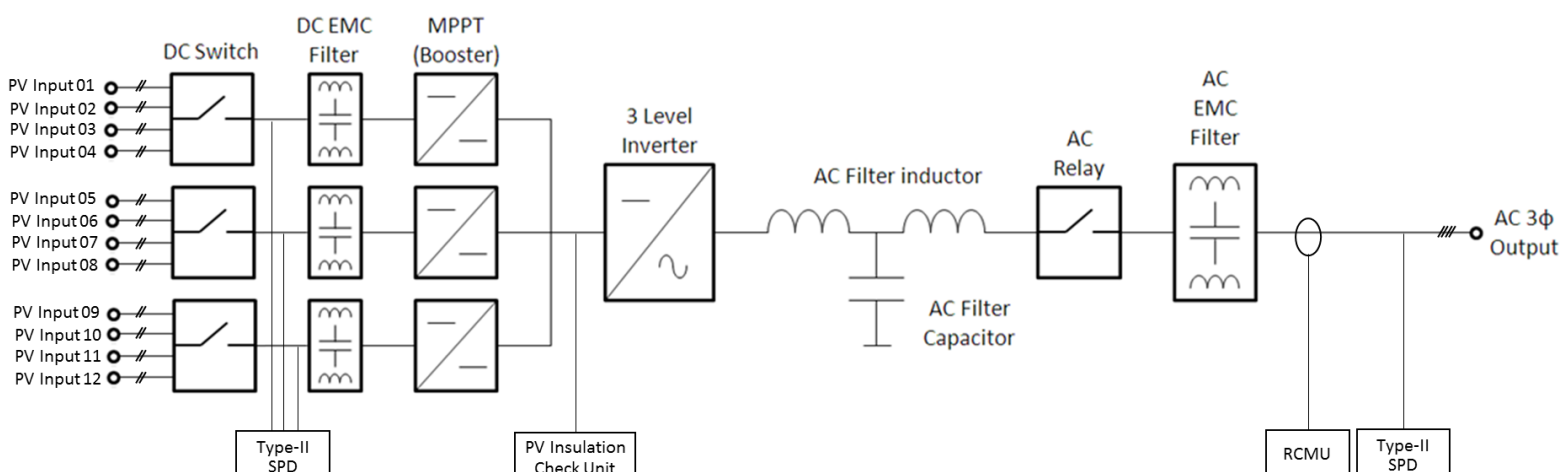 DC Switch
DC EMC
Filter
MPPT
(Booster)
PV Input 01
PV Input 02
PV Input 03
PV Input 04
PV Input 05
PV Input 06
PV Input 07
PV Input 08
PV Input 09
PV Input 10
PV Input 11
PV Input 12
3 Level
Inverter
AC Filter inductor
AC Filter
Capacitor
AC
Relay
AC
EMC
Filter
AC 3ϕ
Output
Type-II
SPD
PV Insulation
Check Unit
RCMU
Type-II
SPD